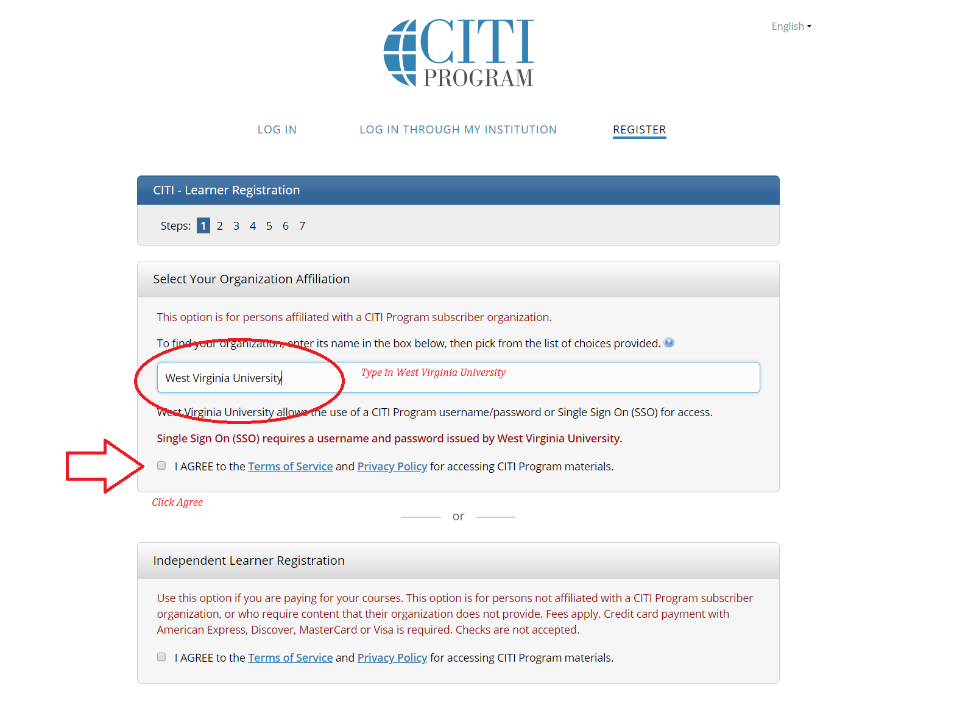 English
CITI
PROGRAM
LOG IN
LOG IN THROUGH MY INSTITUTION
REGISTER
CITI - Learner Registration
Steps: 1 2 3 4 5 6 7
Select Your Organization Affiliation
This option is for persons affiliated with a CITI Program subscriber organization.
To find your organization, enter its name in the box below, then pick from the list of choices provided. ?
West Virginia University
Type in West Virginia University
West Virginia University allows the use of a CITI Program username/password or Single Sign On (SSO) for access.
Single Sign On (SSO) requires a username and password issued by West Virginia University.
I AGREE to the Terms of Service and Privacy Policy for accessing CITI Program materials.
Click Agree
or
Independent Learner Registration
Use this option if you are paying for your courses. This option is for persons not affiliated with a CITI Program subscriber
organization, or who require content that their organization does not provide. Fees apply. Credit card payment with
American Express, Discover, MasterCard or Visa is required. Checks are not accepted.
I AGREE to the Terms of Service and Privacy Policy for accessing CITI Program materials.